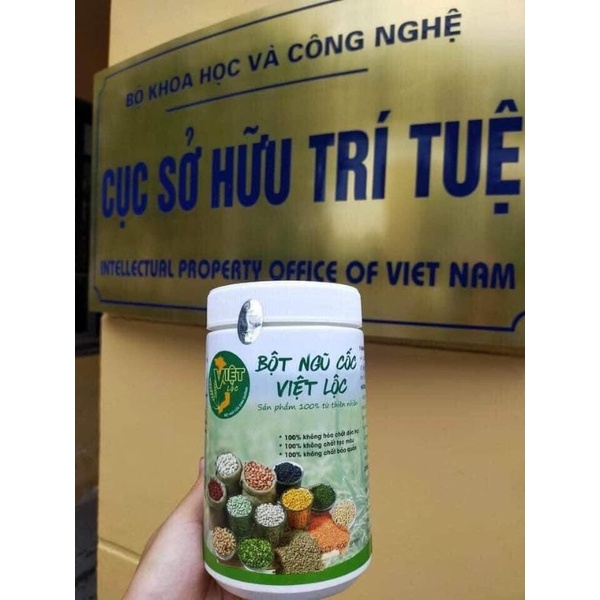 BỘ KHOA HỌC VÀ CÔNG NGHỆ
CỤC SỞ HỮU TRÍ TUỆ
INTELLECTUAL PROPERTY OFFICE OF VIET NAM
VIỆT
LỘC
BỘT NGŨ CỐC
VIỆT LỘC
Sản phẩm 100% từ thiên nhiên
* 100% không hóa chất độc hại
* 100% không chất tạo màu
* 100% không chất bảo quản